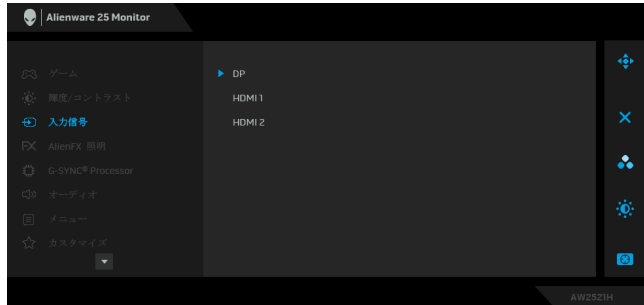 Alienware 25 Monitor
ゲーム
輝度/コントラスト
入力信号
AlienFX 照明
G-SYNC® Processor
オーディオ
メニュー
カスタマイズ
DP
HDMI 1
HDMI 2
AW2521H